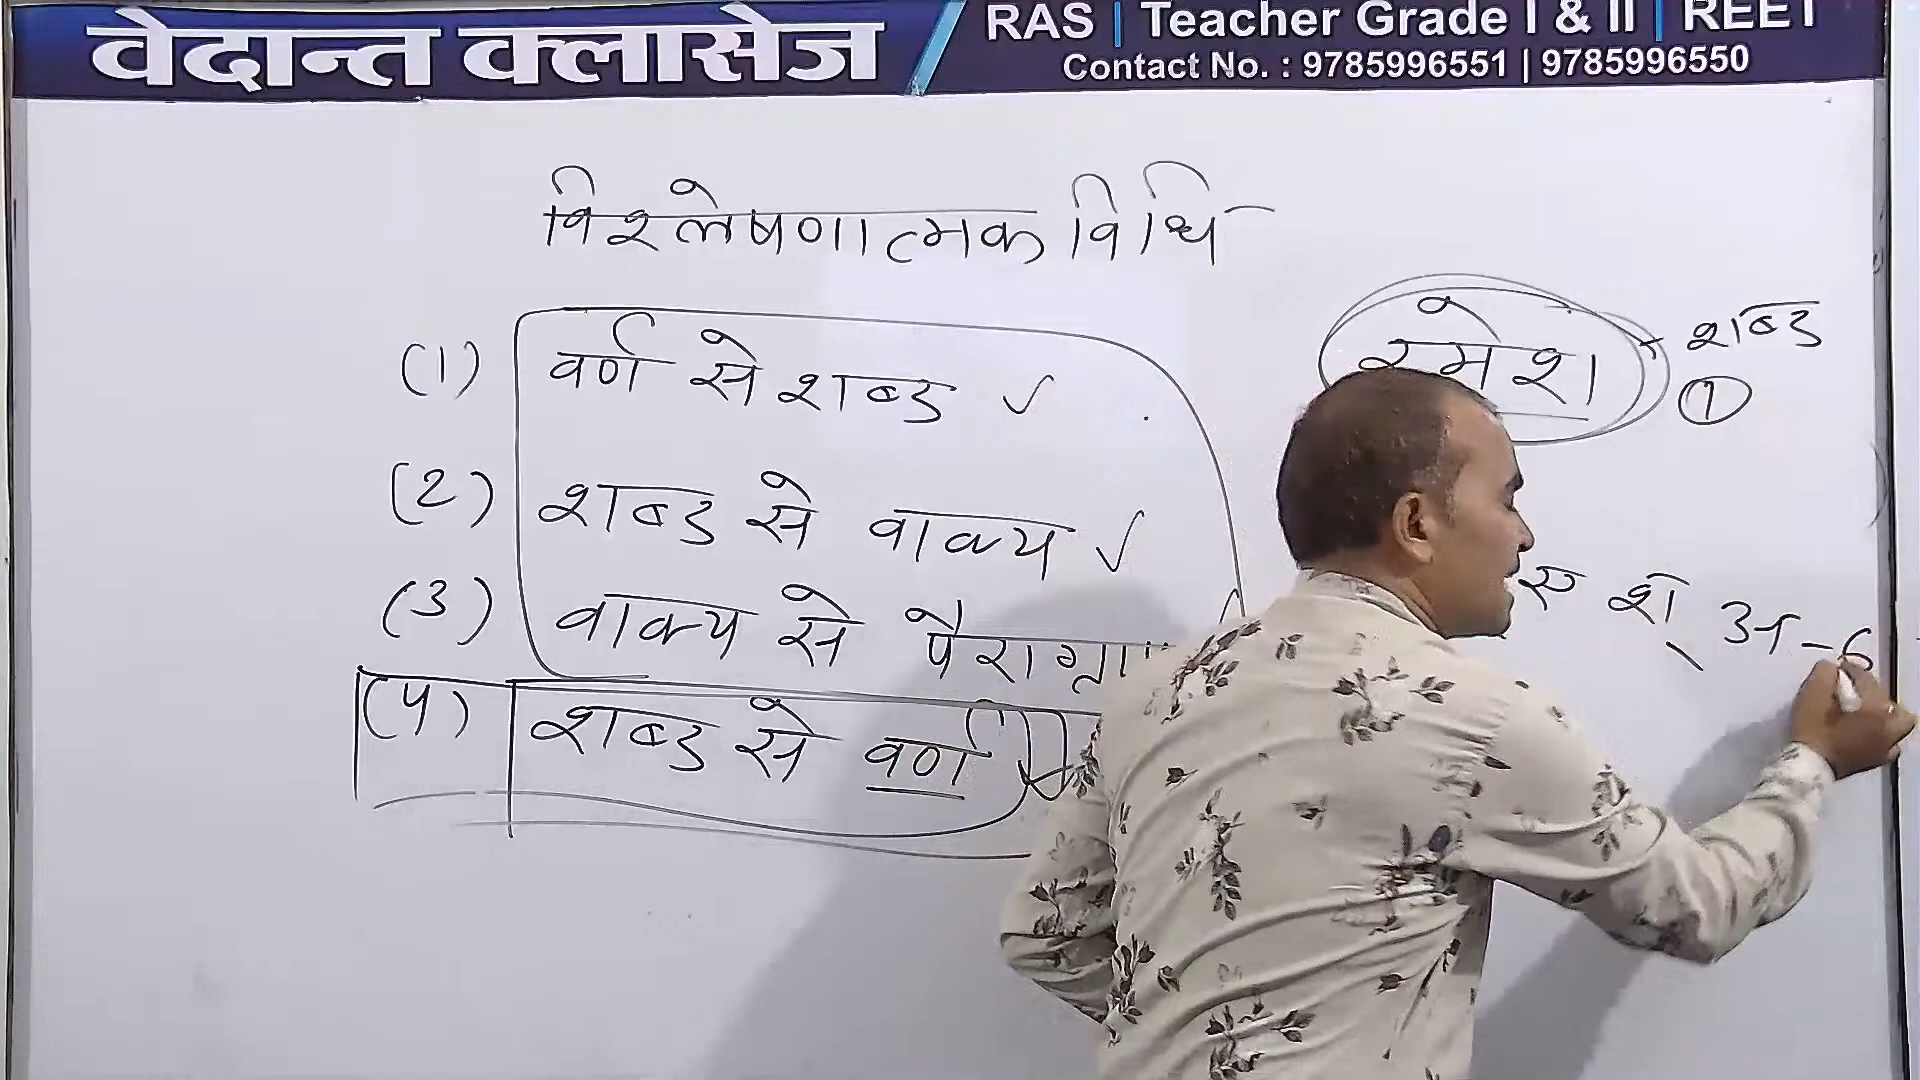 वेदान्त क्लासेज
RAS | Teacher Grade I & II | REET
Contact No. : 9785996551 | 9785996550
विश्लेषणात्मक विधि
(1) वर्ण से शब्द ✓
(2) शब्द से वाक्य ✓
(3) वाक्य से
(4) शब्द से वर्ण
रमेश
शब्द
1
ए श् अ - 6